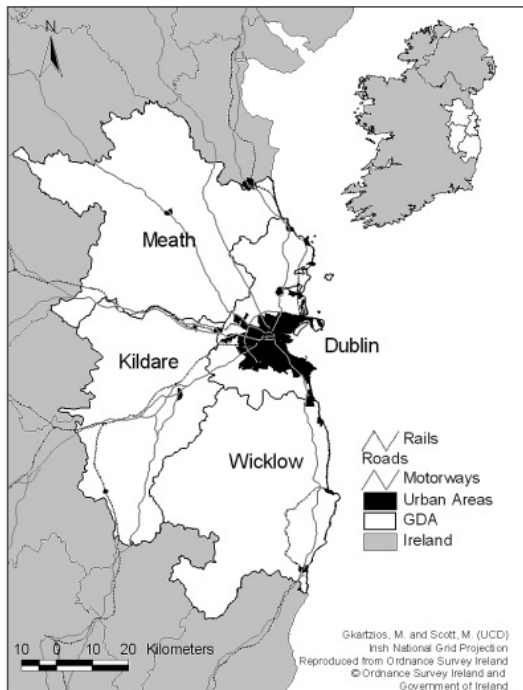 N
Meath
Dublin
Kildare
Wicklow
Rails
Roads
Motorways
Urban Areas
GDA
Ireland
10 0 10 20 Kilometers
Gkartzios, M. and Scott, M. (UCD)
Irish National Grid Projection
Reproduced from Ordnance Survey Ireland
© Ordnance Survey Ireland and
Government of Ireland